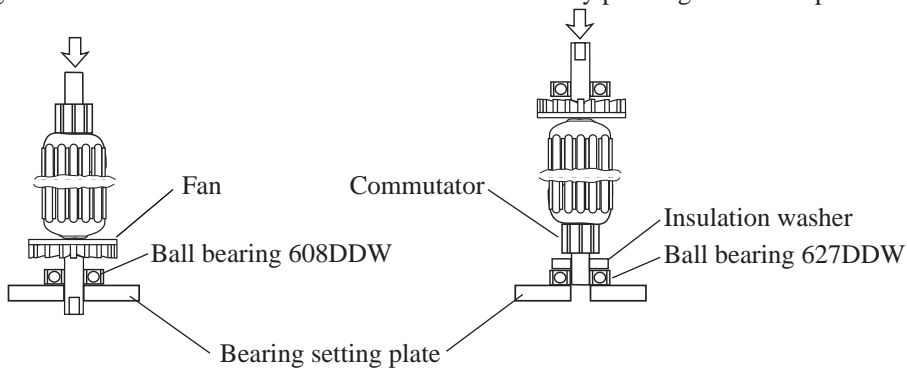 Fan
Commutator
Insulation washer
Ball bearing 608DDW
Ball bearing 627DDW
Bearing setting plate